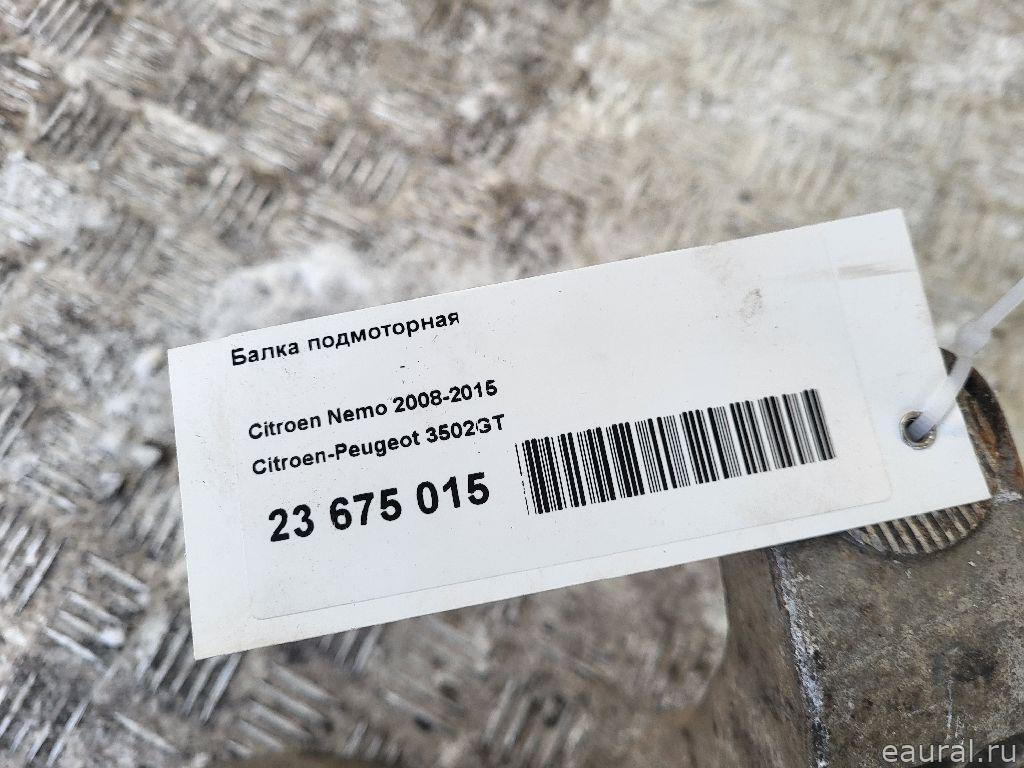 Балка подмоторная
Citroen Nemo 2008-2015
Citroen-Peugeot 3502GT
23 675 015
eaural.ru